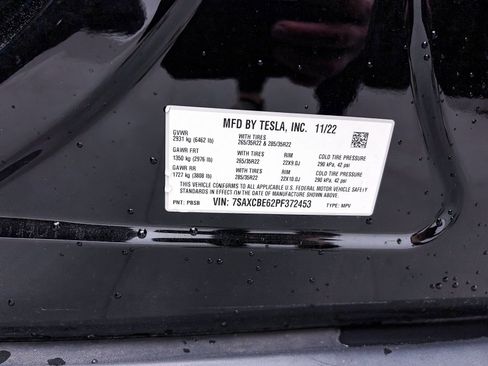 MFD BY TESLA, INC. 11/22
GVWR
2931 kg (6462 lb)
WITH TIRES
265/35R22 & 285/35R22
GAWR FRT
1350 kg (2976 lb)
WITH TIRES
265/35R22
RIM
22X9.0J
COLD TIRE PRESSURE
290 kPa, 42 psi
GAWR RR
1727 kg (3808 lb)
WITH TIRES
285/35R22
RIM
22X10.0J
COLD TIRE PRESSURE
290 kPa, 42 psi
THIS VEHICLE CONFORMS TO ALL APPLICABLE U.S. FEDERAL MOTOR VEHICLE SAFETY
STANDARDS IN EFFECT ON THE DATE OF MANUFACTURE SHOWN ABOVE.
PNT: PBSB VIN: 7SAXCBE62PF372453 TYPE: MPV